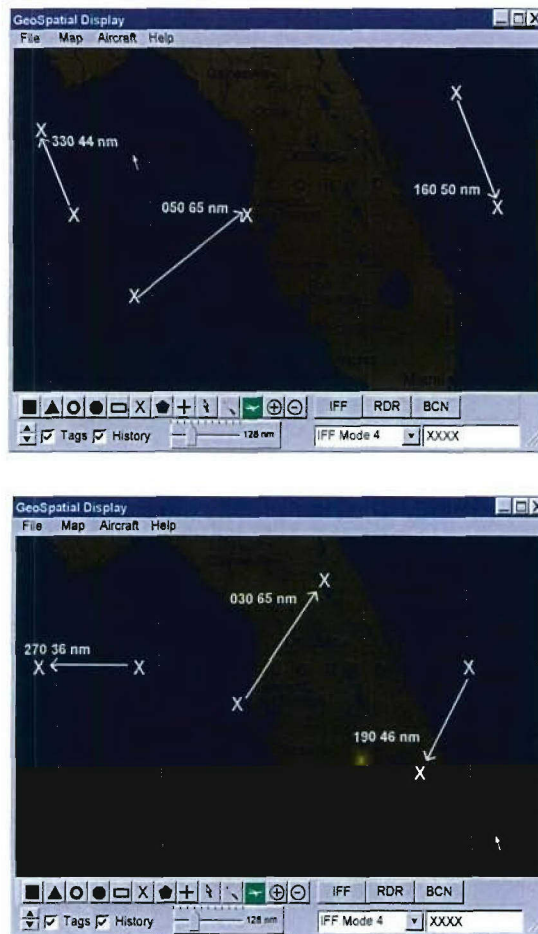 GeoSpatial Display
File Map Aircraft Help
330 44 nm
050 65 nm
160 50 nm
X
IFF RDR BCN
Tags History 128 nm IFF Mode 4 XXXX
GeoSpatial Display
File Map Aircraft Help
030 65 nm
270 36 nm
190 46 nm
X
IFF RDR BCN
Tags History 128 nm IFF Mode 4 XXXX